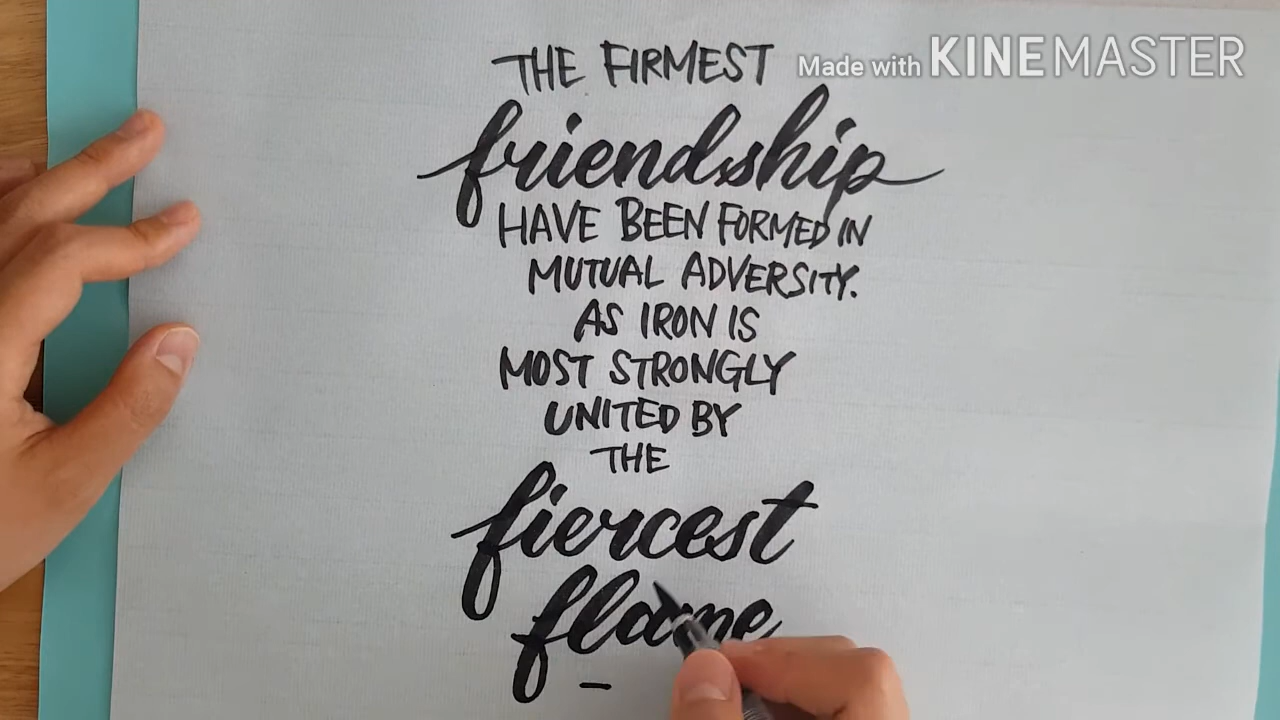 THE FIRMEST
Made with KINEMASTER
friendship
HAVE BEEN FORMED IN
MUTUAL ADVERSITY.
AS IRON IS
MOST STRONGLY
UNITED BY
THE
fiercest
flame
–